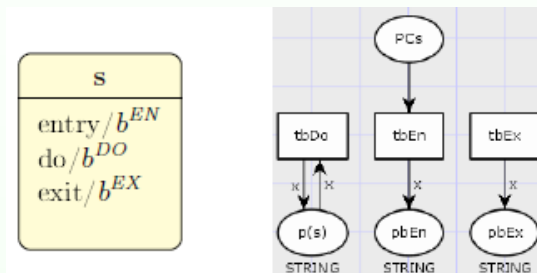 s
entry/b^EN
do/b^DO
exit/b^EX
PCs
tbDo tbEn tbEx
x x x x
p(s) pbEn pbEx
STRING STRING STRING